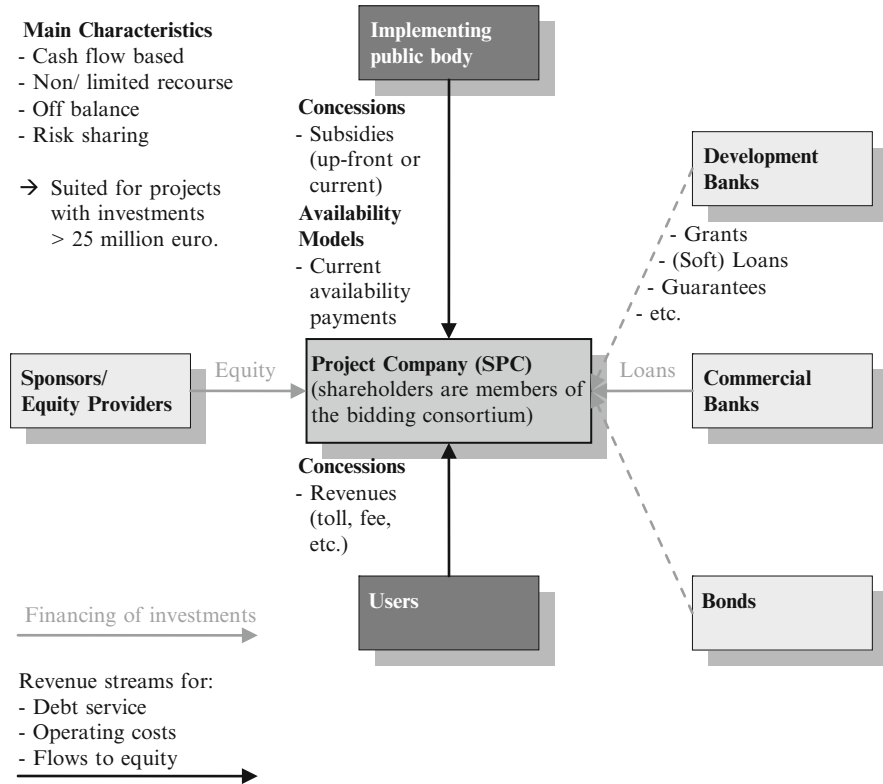 Main Characteristics
- Cash flow based
- Non/ limited recourse
- Off balance
- Risk sharing
→ Suited for projects
with investments
> 25 million euro.
Implementing
public body
Concessions
- Subsidies
(up-front or
current)
Availability
Models
- Current
availability
payments
Development
Banks
- Grants
- (Soft) Loans
- Guarantees
- etc.
Sponsors/
Equity Providers
Equity
Project Company (SPC)
(shareholders are members of
the bidding consortium)
Loans
Commercial
Banks
Concessions
- Revenues
(toll, fee,
etc.)
Users
Bonds
Financing of investments
Revenue streams for:
- Debt service
- Operating costs
- Flows to equity